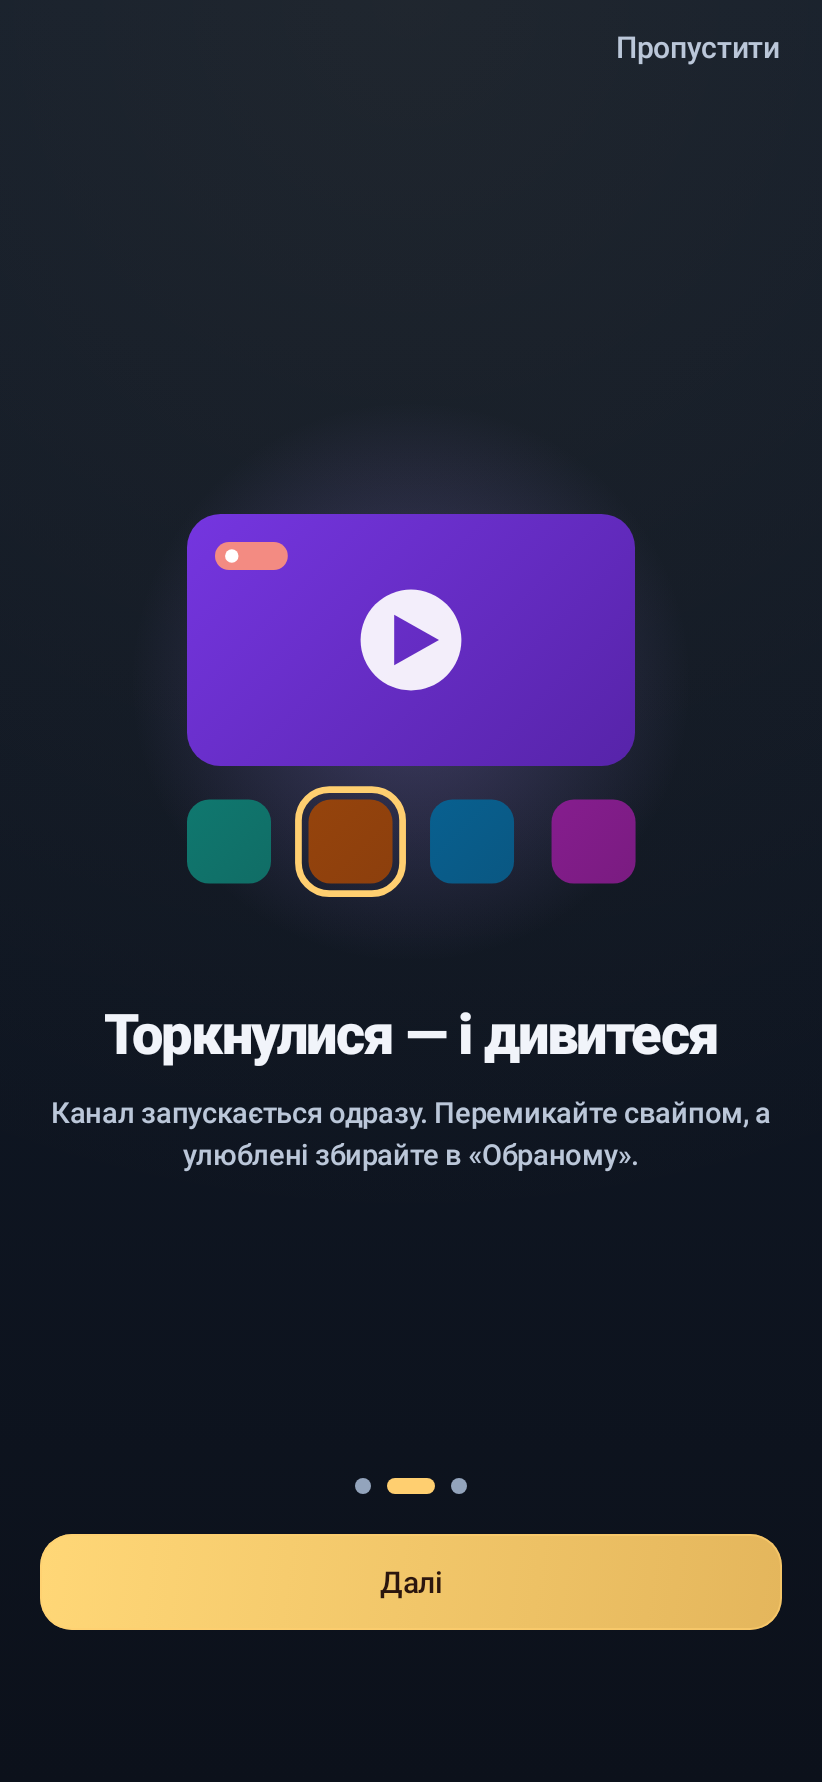 Пропустити
Торкнулися — і дивитеся
Канал запускається одразу. Перемикайте свайпом, а
улюблені збирайте в «Обраному».
Далі